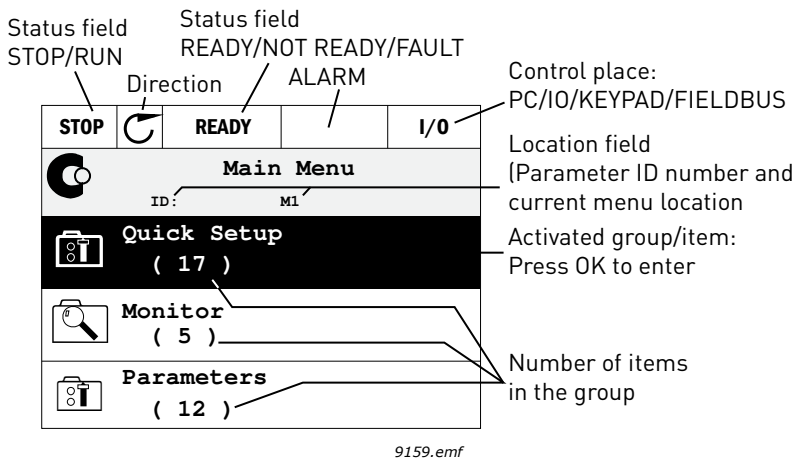 Status field
STOP/RUN
Status field
READY/NOT READY/FAULT
Direction
ALARM
Control place:
PC/IO/KEYPAD/FIELDBUS
STOP
READY
I/O
Main Menu
ID:
M1
Location field
(Parameter ID number and
current menu location
Quick Setup
( 17 )
Activated group/item:
Press OK to enter
Monitor
( 5 )
Parameters
( 12 )
Number of items
in the group
9159.emf